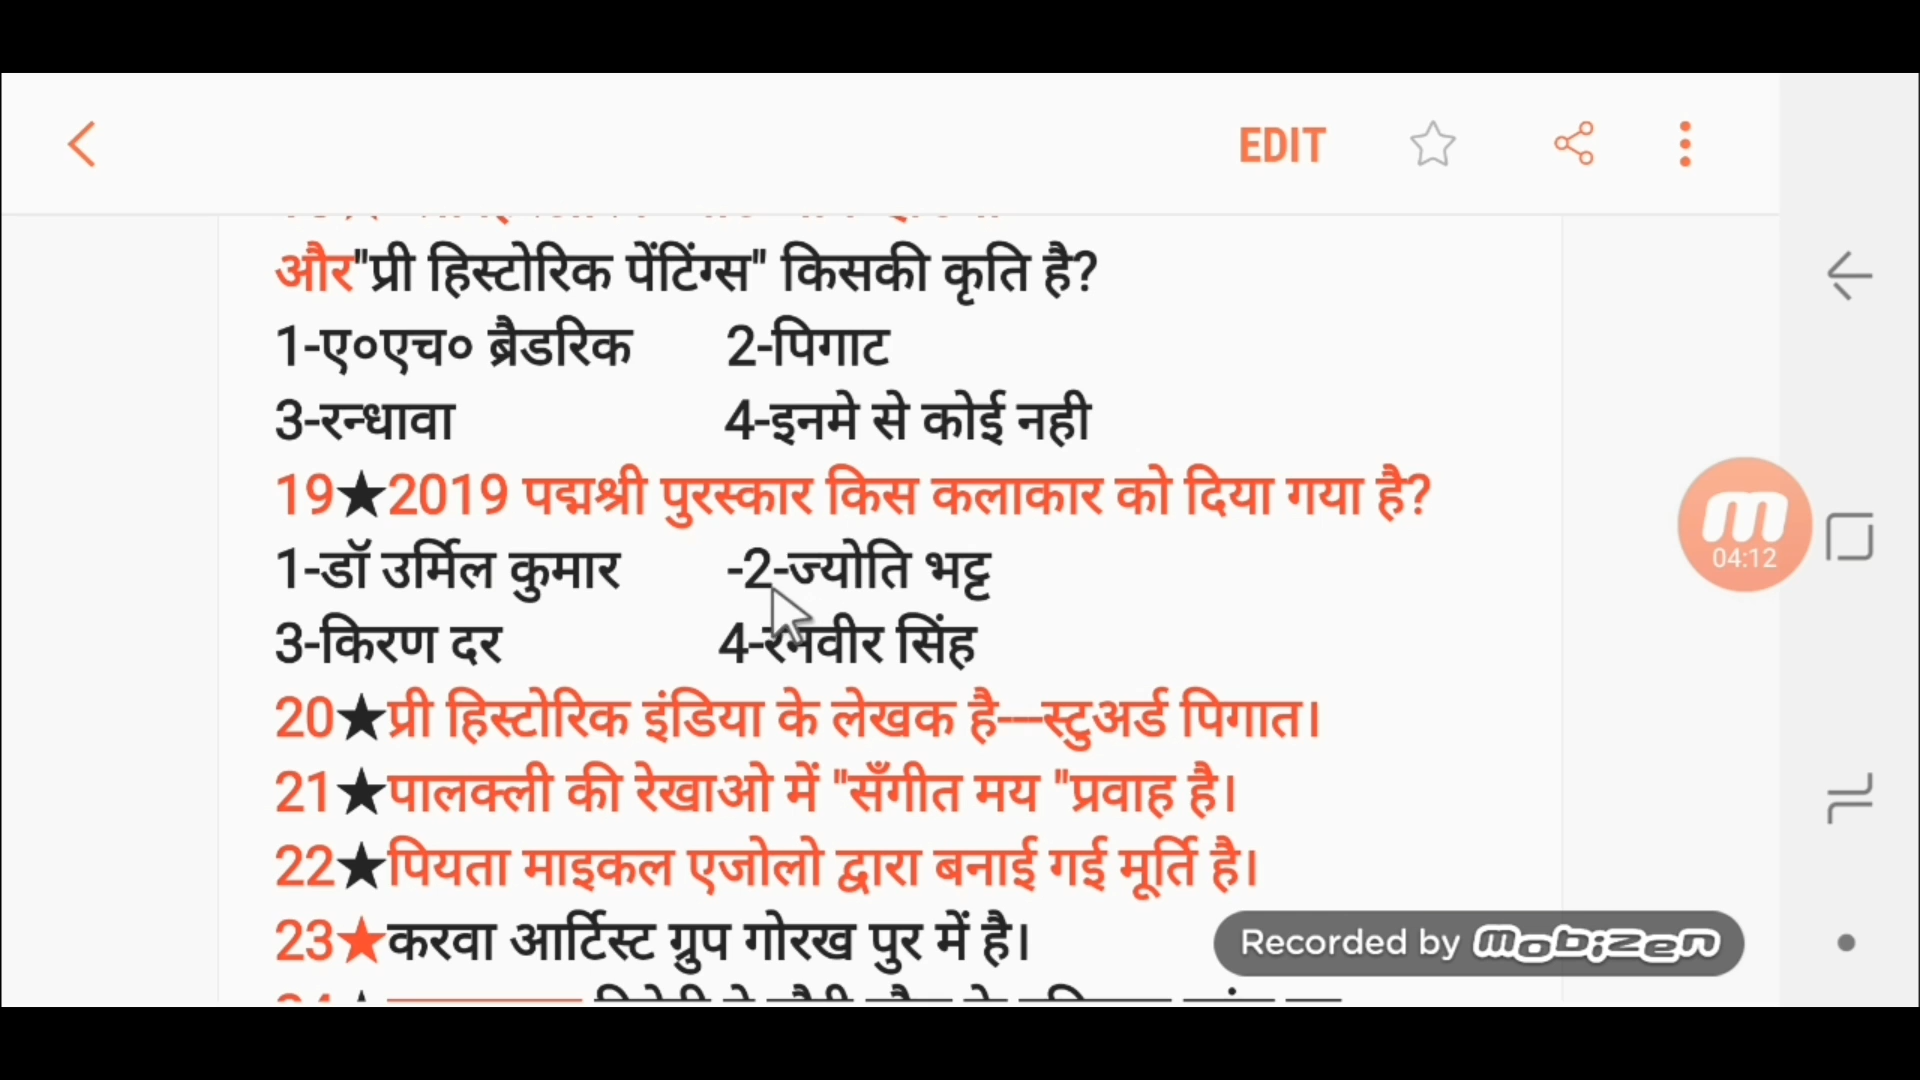 EDIT
और"प्री हिस्टोरिक पेंटिंग्स" किसकी कृति है?
1-ए०एच० ब्रैडरिक 2-पिगाट
3-रन्धावा 4-इनमे से कोई नही
19★2019 पद्मश्री पुरस्कार किस कलाकार को दिया गया है?
1-डॉ उर्मिल कुमार -2-ज्योति भट्ट
3-किरण दर 4-रनवीर सिंह
20★प्री हिस्टोरिक इंडिया के लेखक है---स्टुअर्ड पिगात।
21★पालक्ली की रेखाओ में "सँगीत मय "प्रवाह है।
22★पियता माइकल एजोलो द्वारा बनाई गई मूर्ति है।
23★करवा आर्टिस्ट ग्रुप गोरख पुर में है।
04:12
Recorded by mobizen